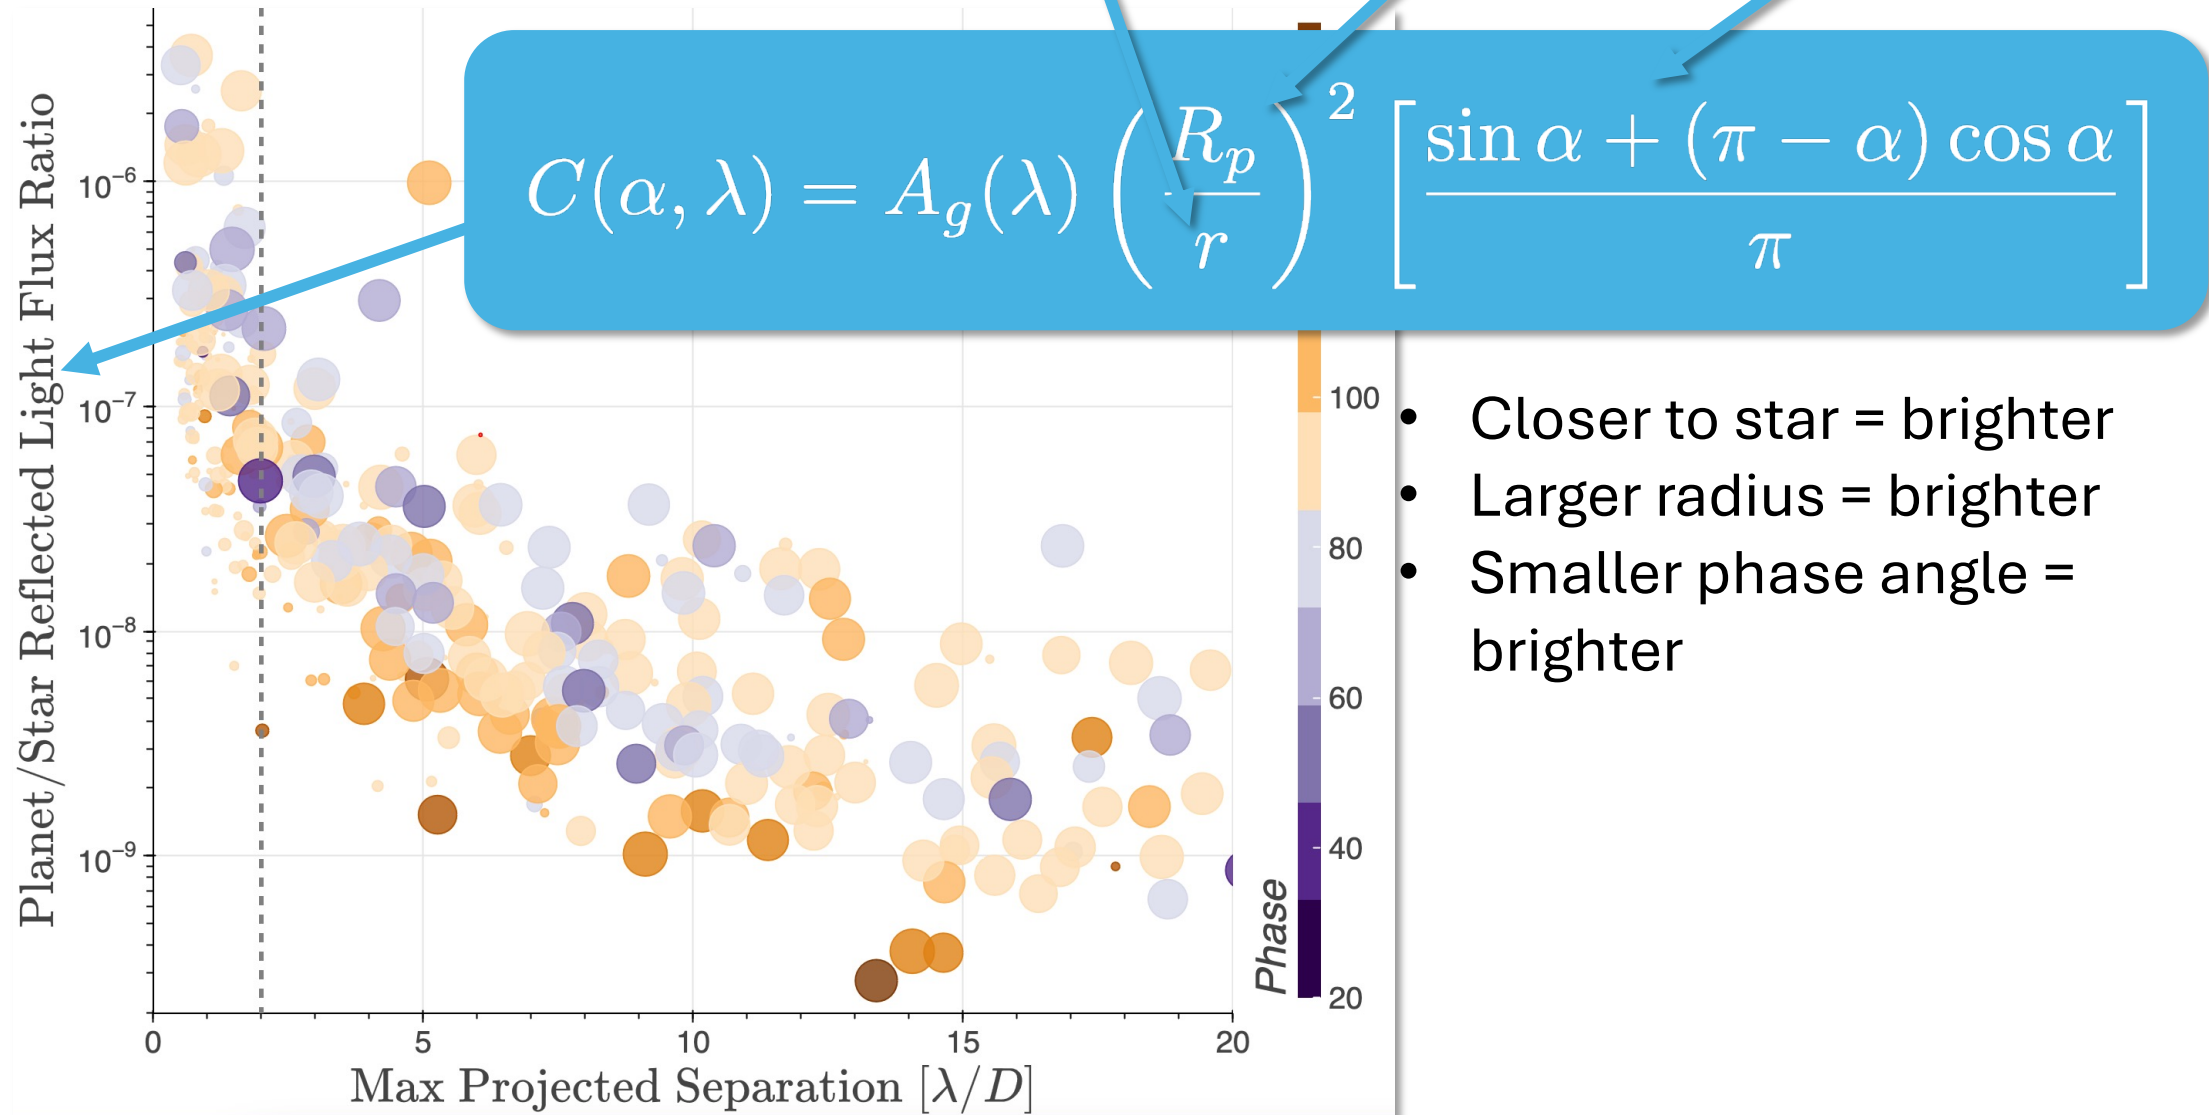 Planet/Star Reflected Light Flux Ratio
10⁻⁶
10⁻⁷
10⁻⁸
10⁻⁹
0 5 10 15 20
Max Projected Separation [λ/D]
C(α, λ) = A_g(λ) (R_p / r)² [ (sin α + (π − α) cos α) / π ]
100
80
60
40
20
Phase
• Closer to star = brighter
• Larger radius = brighter
• Smaller phase angle =
brighter